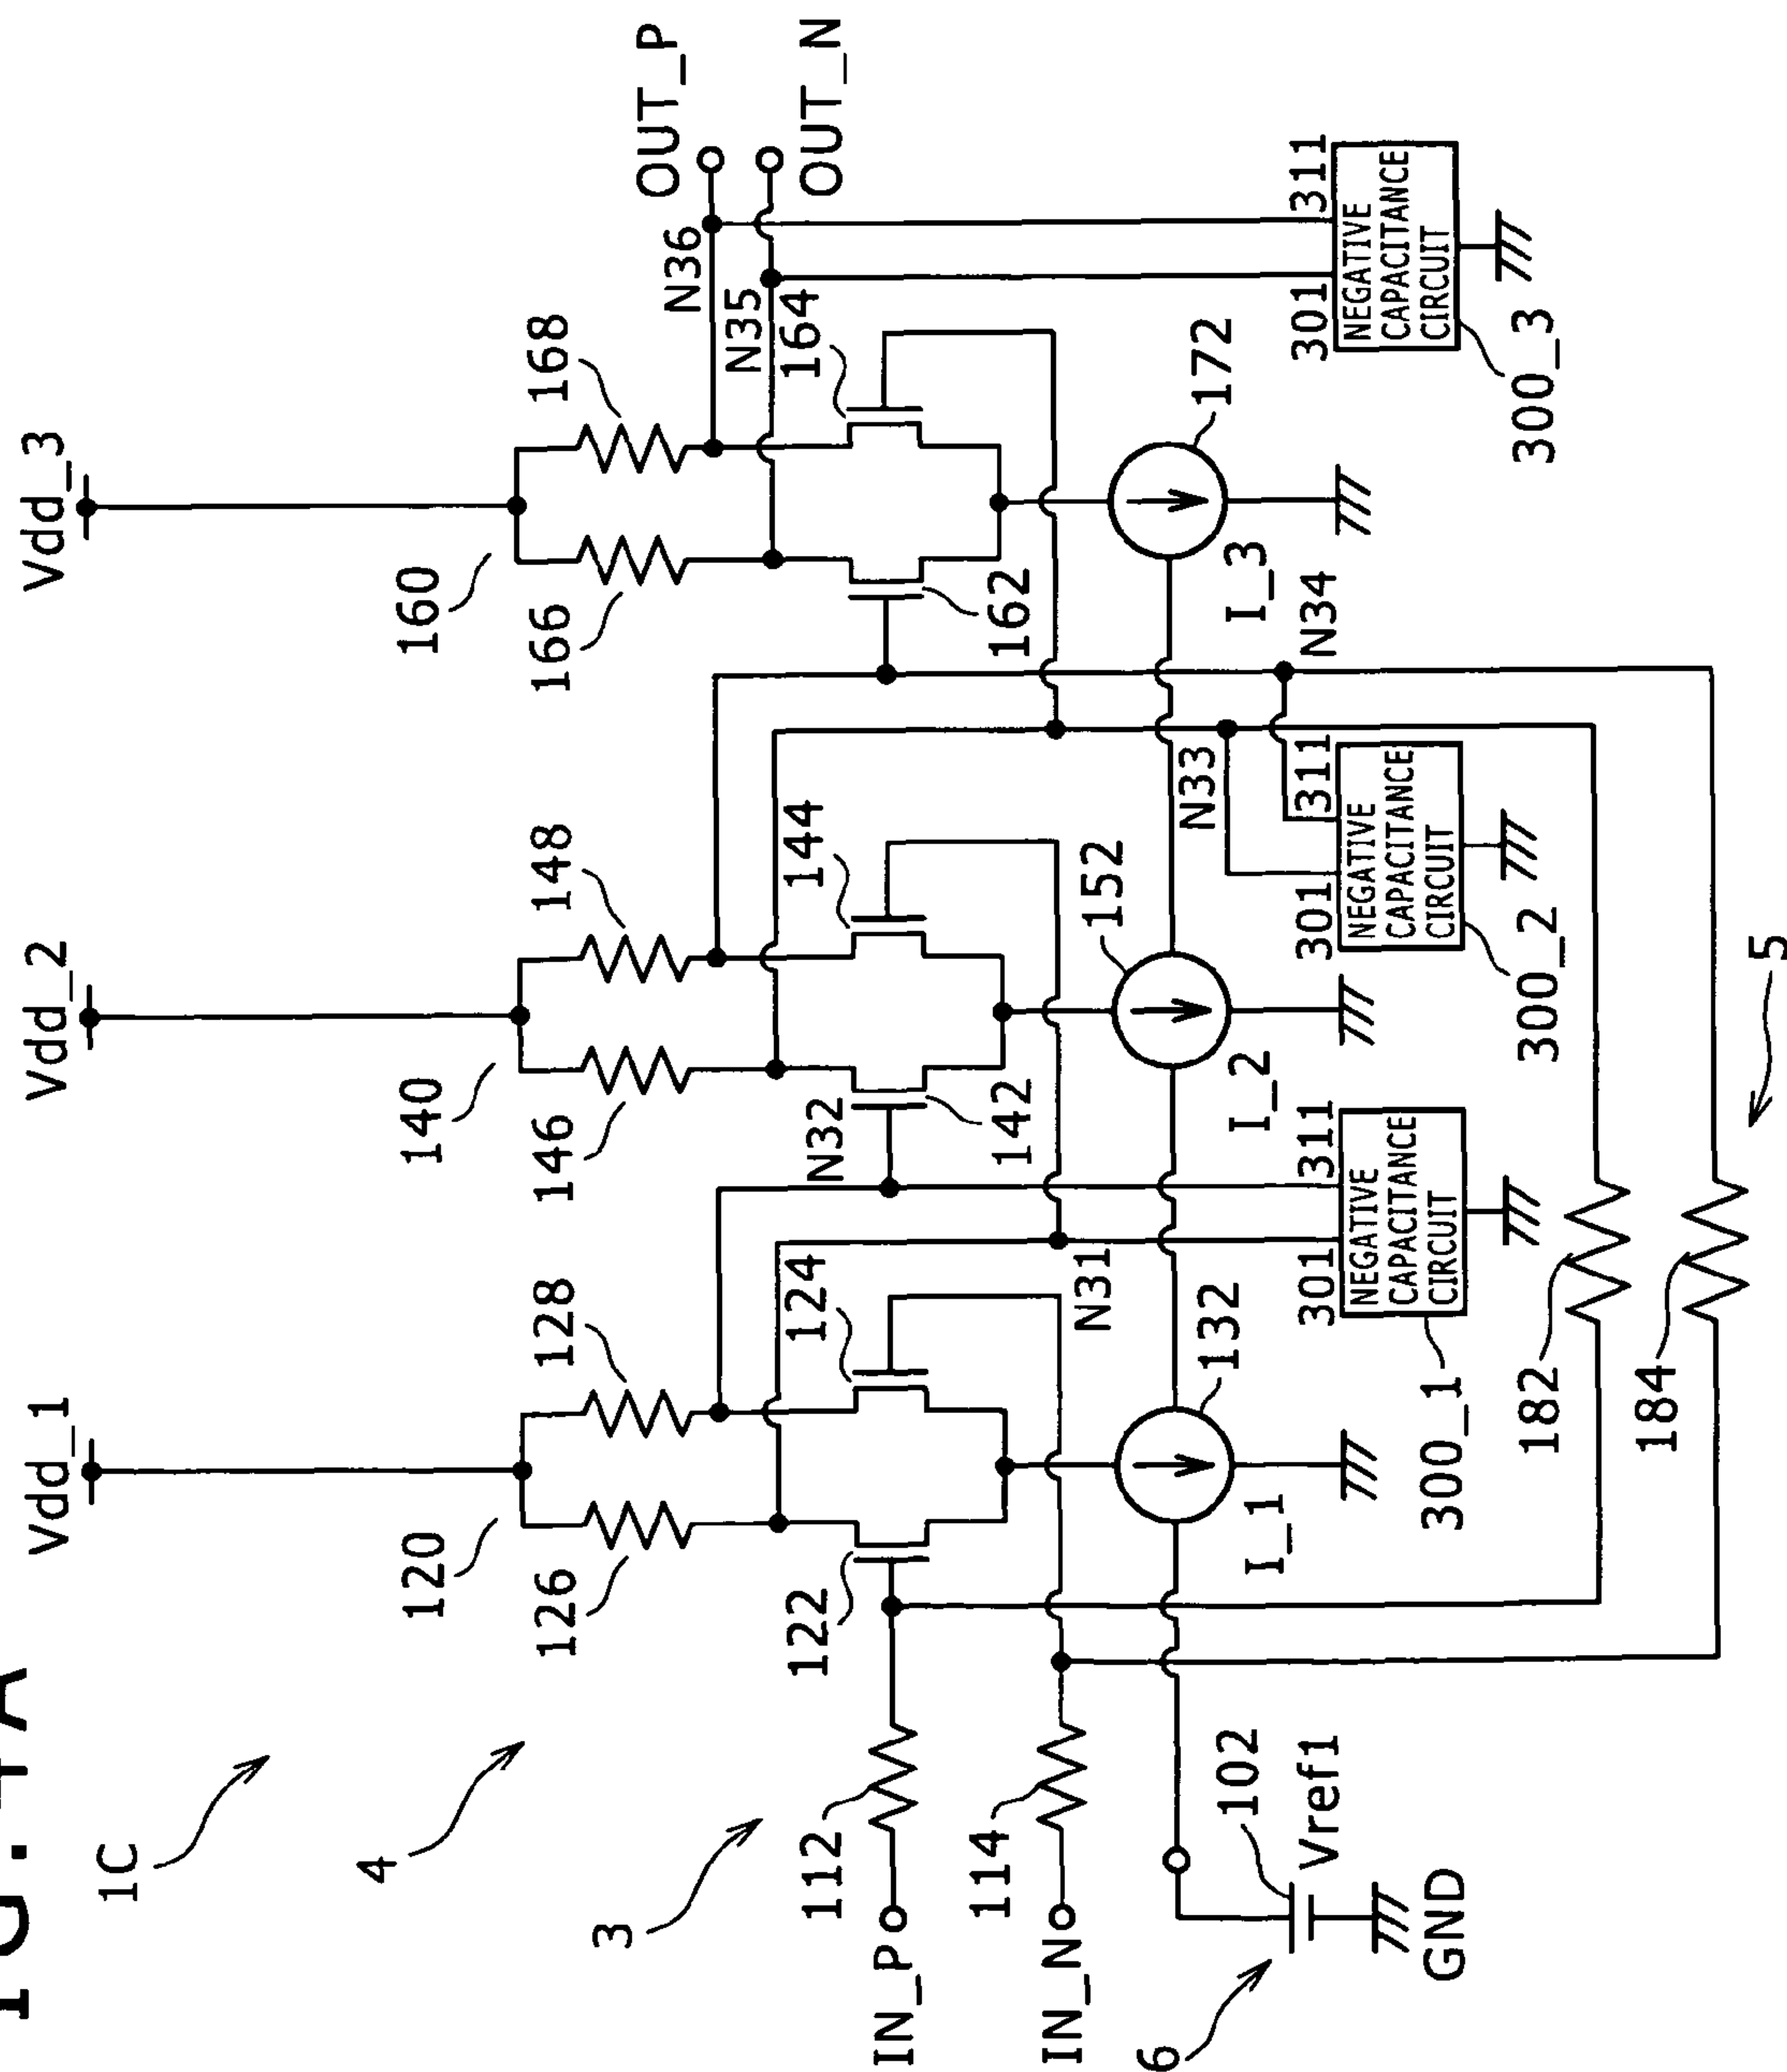 1C
4
3
Vdd_1
Vdd_2
Vdd_3
120
140
160
126
128
146
148
166
168
OUT_P
OUT_N
N36
N35
122
124
N32
142
144
162
164
IN_P
112
IN_N
114
N31
N33
N34
132
152
172
I_1
I_2
I_3
6
102
Vref1
GND
301
311
NEGATIVE
CAPACITANCE
CIRCUIT
300_1
301
311
NEGATIVE
CAPACITANCE
CIRCUIT
300_2
301
311
NEGATIVE
CAPACITANCE
CIRCUIT
300_3
182
184
5